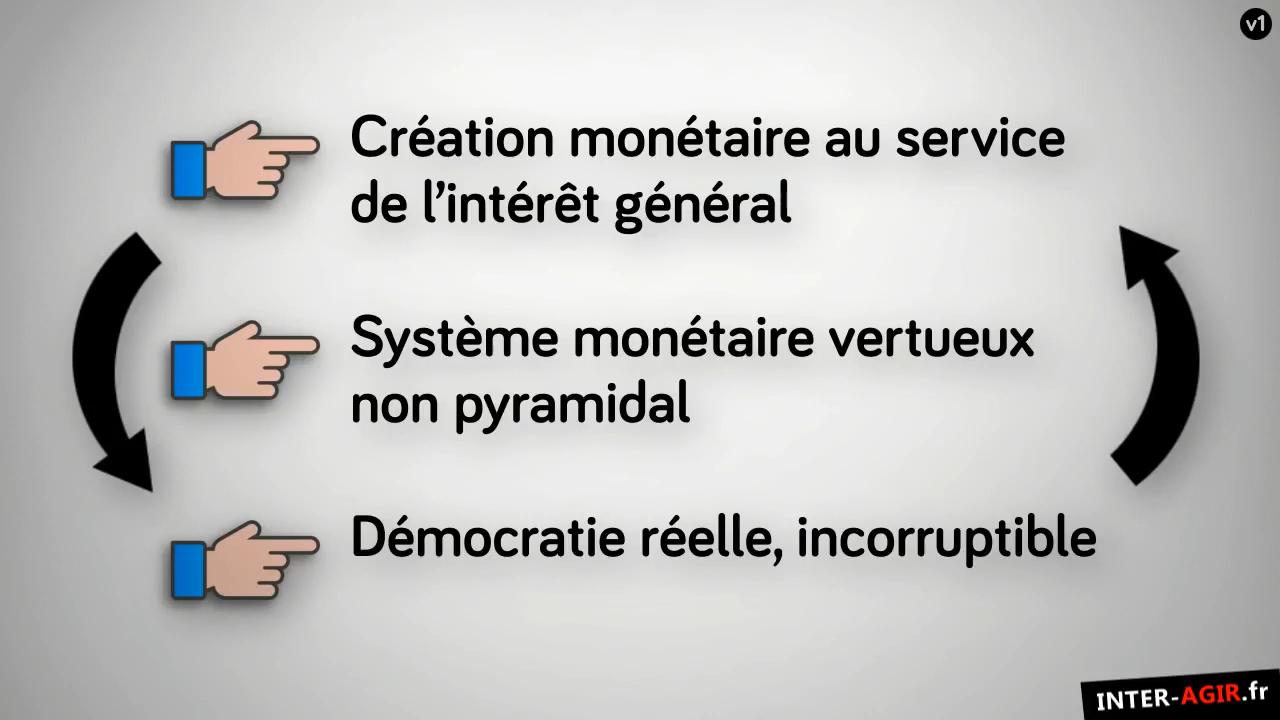 v1
Création monétaire au service
de l’intérêt général
Système monétaire vertueux
non pyramidal
Démocratie réelle, incorruptible
INTER-AGIR.fr